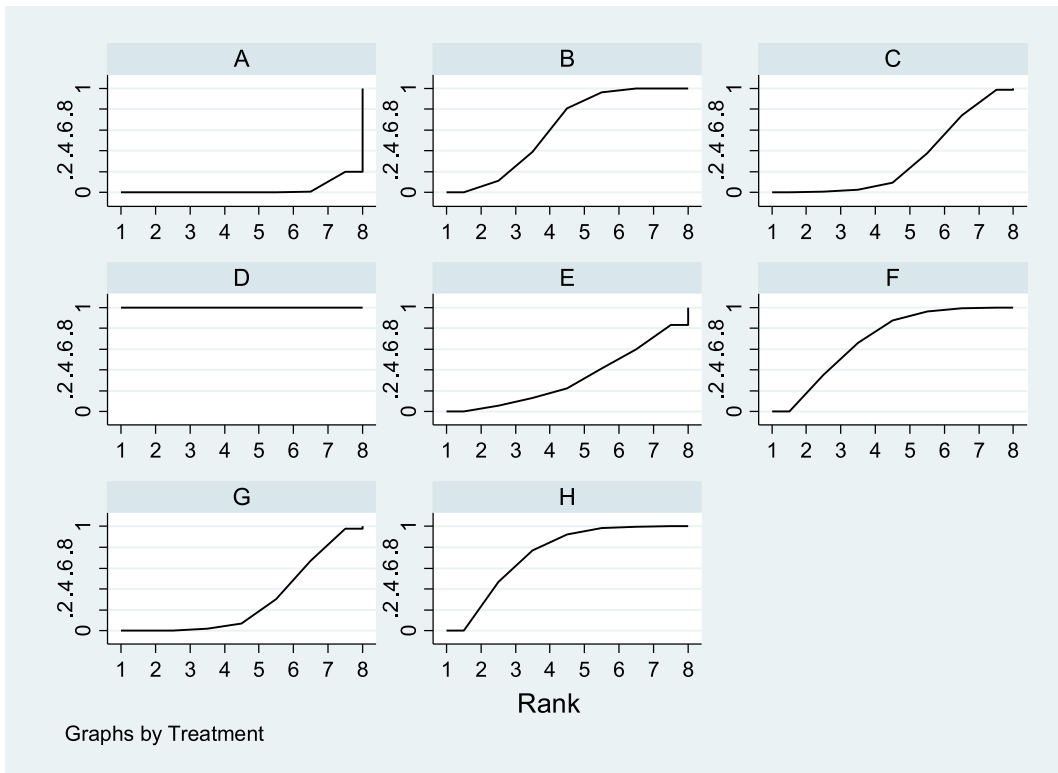 A B C
0 .2 .4 .6 .8 1 0 .2 .4 .6 .8 1 0 .2 .4 .6 .8 1
1 2 3 4 5 6 7 8 1 2 3 4 5 6 7 8 1 2 3 4 5 6 7 8
D E F
0 .2 .4 .6 .8 1 0 .2 .4 .6 .8 1 0 .2 .4 .6 .8 1
1 2 3 4 5 6 7 8 1 2 3 4 5 6 7 8 1 2 3 4 5 6 7 8
G H
0 .2 .4 .6 .8 1 0 .2 .4 .6 .8 1
1 2 3 4 5 6 7 8 1 2 3 4 5 6 7 8
Rank
Graphs by Treatment